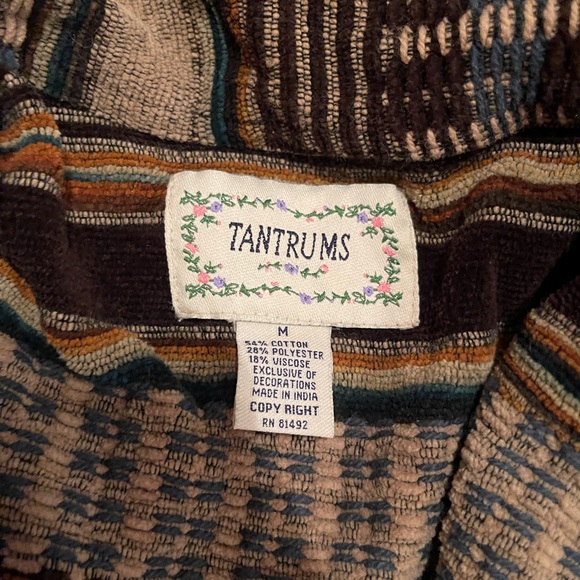 TANTRUMS
M
54% COTTON
28% POLYESTER
18% VISCOSE
EXCLUSIVE OF
DECORATIONS
MADE IN INDIA
COPY RIGHT
RN 81492